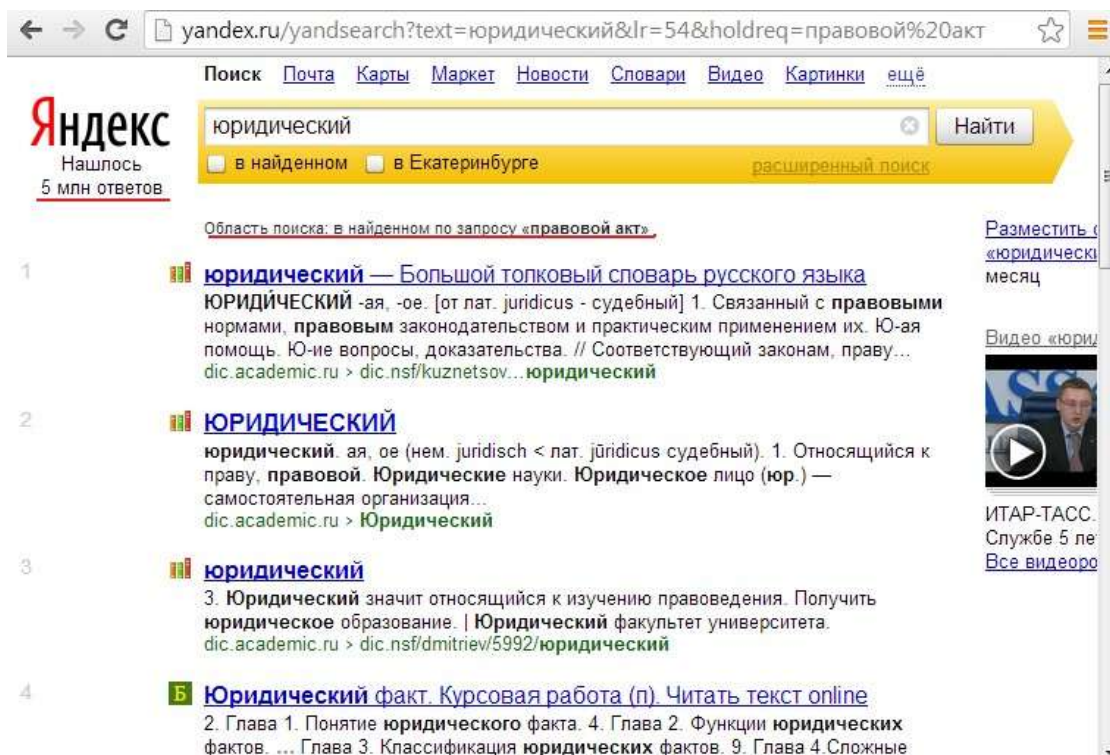 yandex.ru/yandsearch?text=юридический&lr=54&holdreq=правовой%20акт
Поиск Почта Карты Маркет Новости Словари Видео Картинки ещё
Яндекс
юридический Найти
Нашлось
5 млн ответов
в найденном в Екатеринбурге расширенный поиск
Область поиска: в найденном по запросу «правовой акт».
Разместить
«юридически
месяц
1 юридический — Большой толковый словарь русского языка
ЮРИДИ́ЧЕСКИЙ -ая, -ое. [от лат. juridicus - судебный] 1. Связанный с правовыми
нормами, правовым законодательством и практическим применением их. Ю-ая
помощь. Ю-ие вопросы, доказательства. // Соответствующий законам, праву...
dic.academic.ru > dic.nsf/kuznetsov...юридический
Видео «юрид
2 ЮРИДИЧЕСКИЙ
юридический. ая, ое (нем. juridisch < лат. jūridicus судебный). 1. Относящийся к
праву, правовой. Юридические науки. Юридическое лицо (юр.) —
самостоятельная организация...
dic.academic.ru > Юридический
ИТАР-ТАСС.
Службе 5 ле
Все видеоро
3 юридический
3. Юридический значит относящийся к изучению правоведения. Получить
юридическое образование. | Юридический факультет университета.
dic.academic.ru > dic.nsf/dmitriev/5992/юридический
4 Б Юридический факт. Курсовая работа (п). Читать текст online
2. Глава 1. Понятие юридического факта. 4. Глава 2. Функции юридических
фактов. ... Глава 3. Классификация юридических фактов. 9. Глава 4.Сложные